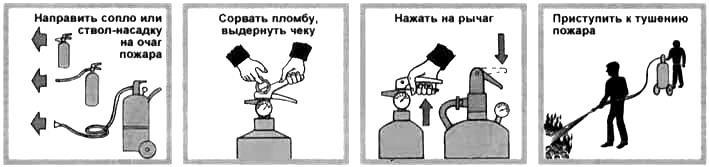 Направить сопло или
ствол-насадку
на очаг
пожара
Сорвать пломбу,
выдернуть чеку
Нажать на рычаг
Приступить к тушению
пожара